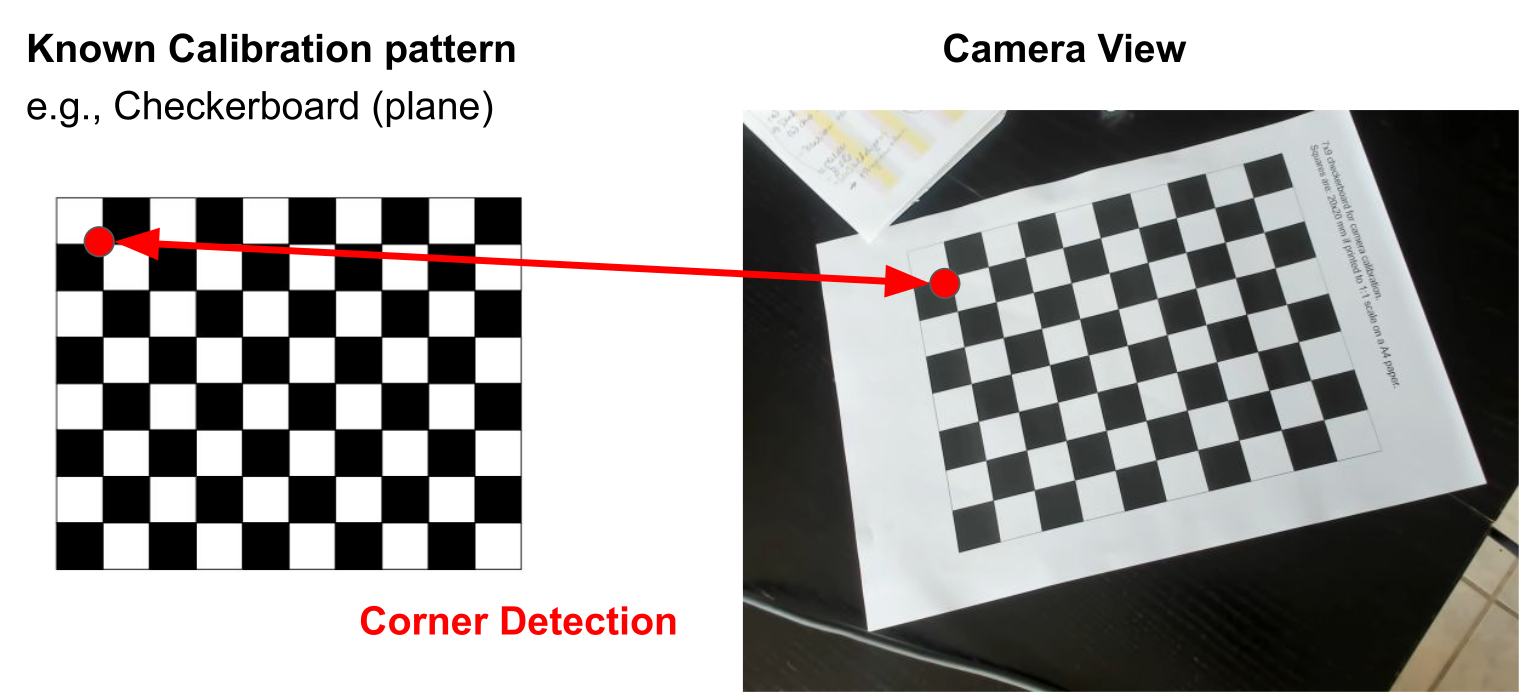 Known Calibration pattern
e.g., Checkerboard (plane)
Camera View
7x9 checkerboard for camera calibration.
Squares are: 20x20 mm if printed to 1:1 scale on a A4 paper.
Corner Detection